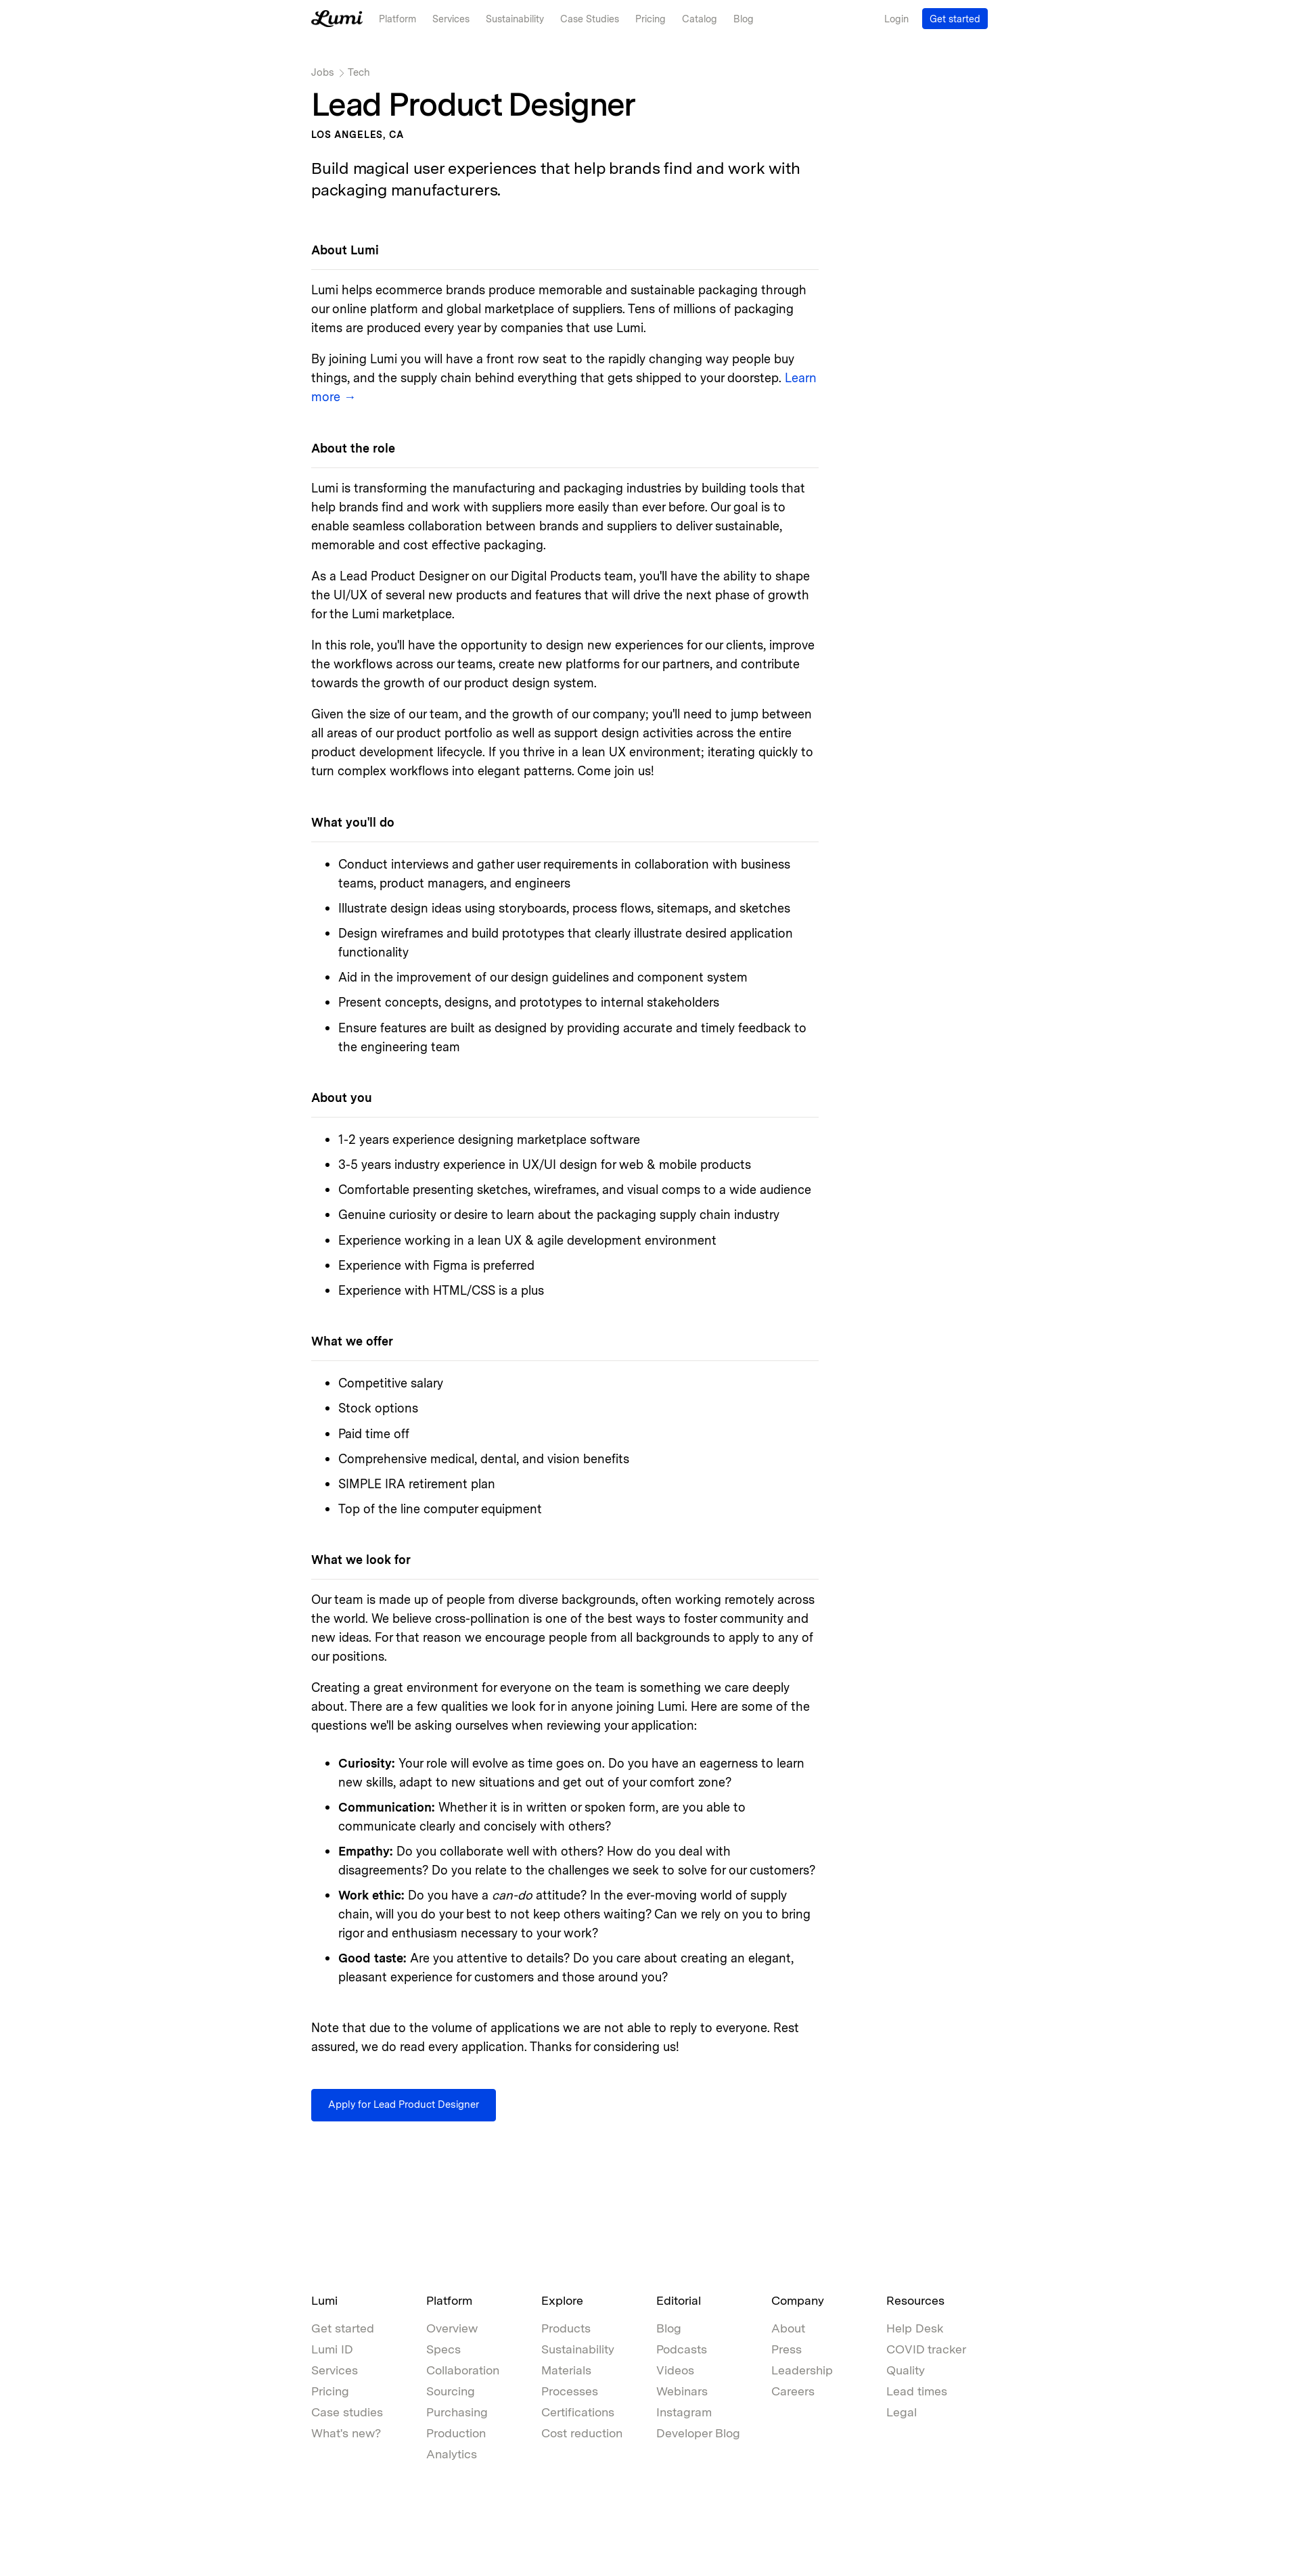 Lumi Platform Services Sustainability Case Studies Pricing Catalog Blog Login Get started
Jobs Tech
Lead Product Designer
LOS ANGELES, CA
Build magical user experiences that help brands find and work with
packaging manufacturers.
About Lumi
Lumi helps ecommerce brands produce memorable and sustainable packaging through
our online platform and global marketplace of suppliers. Tens of millions of packaging
items are produced every year by companies that use Lumi.
By joining Lumi you will have a front row seat to the rapidly changing way people buy
things, and the supply chain behind everything that gets shipped to your doorstep. Learn
more →
About the role
Lumi is transforming the manufacturing and packaging industries by building tools that
help brands find and work with suppliers more easily than ever before. Our goal is to
enable seamless collaboration between brands and suppliers to deliver sustainable,
memorable and cost effective packaging.
As a Lead Product Designer on our Digital Products team, you'll have the ability to shape
the UI/UX of several new products and features that will drive the next phase of growth
for the Lumi marketplace.
In this role, you'll have the opportunity to design new experiences for our clients, improve
the workflows across our teams, create new platforms for our partners, and contribute
towards the growth of our product design system.
Given the size of our team, and the growth of our company; you'll need to jump between
all areas of our product portfolio as well as support design activities across the entire
product development lifecycle. If you thrive in a lean UX environment; iterating quickly to
turn complex workflows into elegant patterns. Come join us!
What you'll do
• Conduct interviews and gather user requirements in collaboration with business
teams, product managers, and engineers
• Illustrate design ideas using storyboards, process flows, sitemaps, and sketches
• Design wireframes and build prototypes that clearly illustrate desired application
functionality
• Aid in the improvement of our design guidelines and component system
• Present concepts, designs, and prototypes to internal stakeholders
• Ensure features are built as designed by providing accurate and timely feedback to
the engineering team
About you
• 1-2 years experience designing marketplace software
• 3-5 years industry experience in UX/UI design for web & mobile products
• Comfortable presenting sketches, wireframes, and visual comps to a wide audience
• Genuine curiosity or desire to learn about the packaging supply chain industry
• Experience working in a lean UX & agile development environment
• Experience with Figma is preferred
• Experience with HTML/CSS is a plus
What we offer
• Competitive salary
• Stock options
• Paid time off
• Comprehensive medical, dental, and vision benefits
• SIMPLE IRA retirement plan
• Top of the line computer equipment
What we look for
Our team is made up of people from diverse backgrounds, often working remotely across
the world. We believe cross-pollination is one of the best ways to foster community and
new ideas. For that reason we encourage people from all backgrounds to apply to any of
our positions.
Creating a great environment for everyone on the team is something we care deeply
about. There are a few qualities we look for in anyone joining Lumi. Here are some of the
questions we'll be asking ourselves when reviewing your application:
• Curiosity: Your role will evolve as time goes on. Do you have an eagerness to learn
new skills, adapt to new situations and get out of your comfort zone?
• Communication: Whether it is in written or spoken form, are you able to
communicate clearly and concisely with others?
• Empathy: Do you collaborate well with others? How do you deal with
disagreements? Do you relate to the challenges we seek to solve for our customers?
• Work ethic: Do you have a can-do attitude? In the ever-moving world of supply
chain, will you do your best to not keep others waiting? Can we rely on you to bring
rigor and enthusiasm necessary to your work?
• Good taste: Are you attentive to details? Do you care about creating an elegant,
pleasant experience for customers and those around you?
Note that due to the volume of applications we are not able to reply to everyone. Rest
assured, we do read every application. Thanks for considering us!
Apply for Lead Product Designer
Lumi
Get started
Lumi ID
Services
Pricing
Case studies
What's new?
Platform
Overview
Specs
Collaboration
Sourcing
Purchasing
Production
Analytics
Explore
Products
Sustainability
Materials
Processes
Certifications
Cost reduction
Editorial
Blog
Podcasts
Videos
Webinars
Instagram
Developer Blog
Company
About
Press
Leadership
Careers
Resources
Help Desk
COVID tracker
Quality
Lead times
Legal